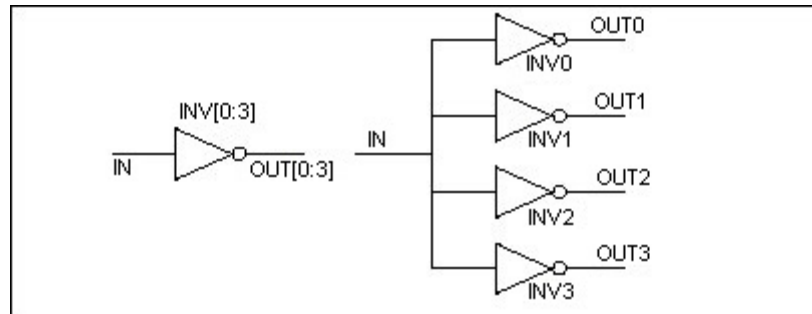 INV[0:3]
IN
OUT[0:3]
IN
OUT0
INV0
OUT1
INV1
OUT2
INV2
OUT3
INV3